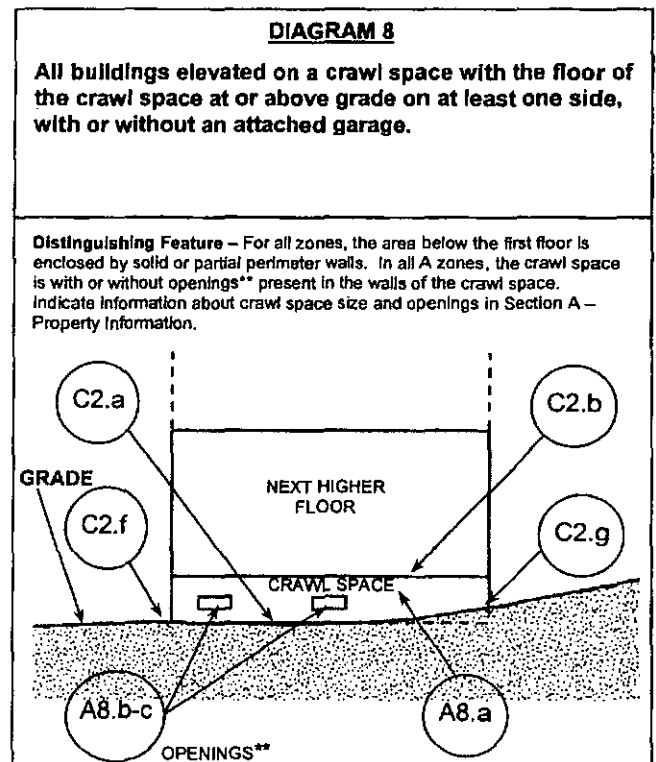 DIAGRAM 8
All buildings elevated on a crawl space with the floor of
the crawl space at or above grade on at least one side,
with or without an attached garage.
Distinguishing Feature – For all zones, the area below the first floor is
enclosed by solid or partial perimeter walls. In all A zones, the crawl space
is with or without openings** present in the walls of the crawl space.
Indicate information about crawl space size and openings in Section A –
Property Information.
C2.a
C2.b
GRADE
NEXT HIGHER
FLOOR
C2.f
C2.g
CRAWL SPACE
A8.b-c
A8.a
OPENINGS**